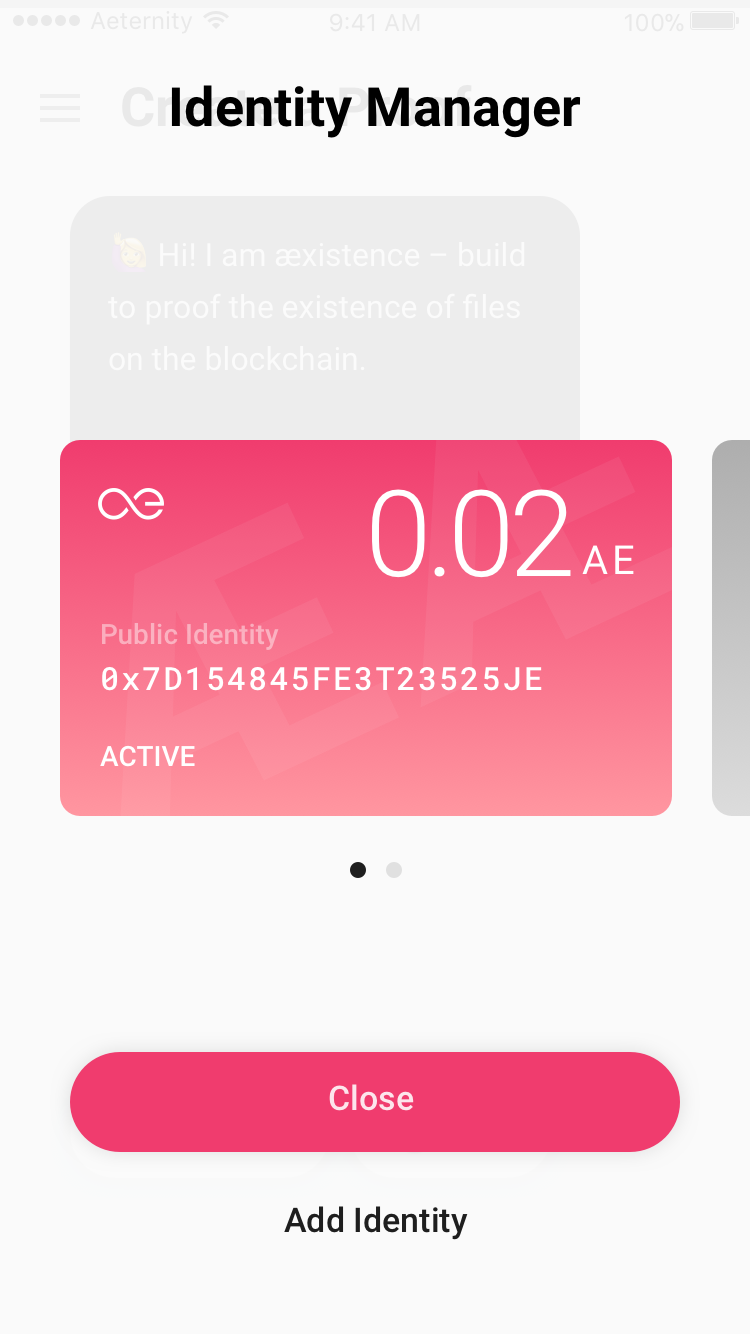 Aeternity 9:41 AM 100%
Identity Manager
Hi! I am æxistence – build
to proof the existence of files
on the blockchain.
0.02 AE
Public Identity
0x7D154845FE3T23525JE
ACTIVE
Close
Add Identity